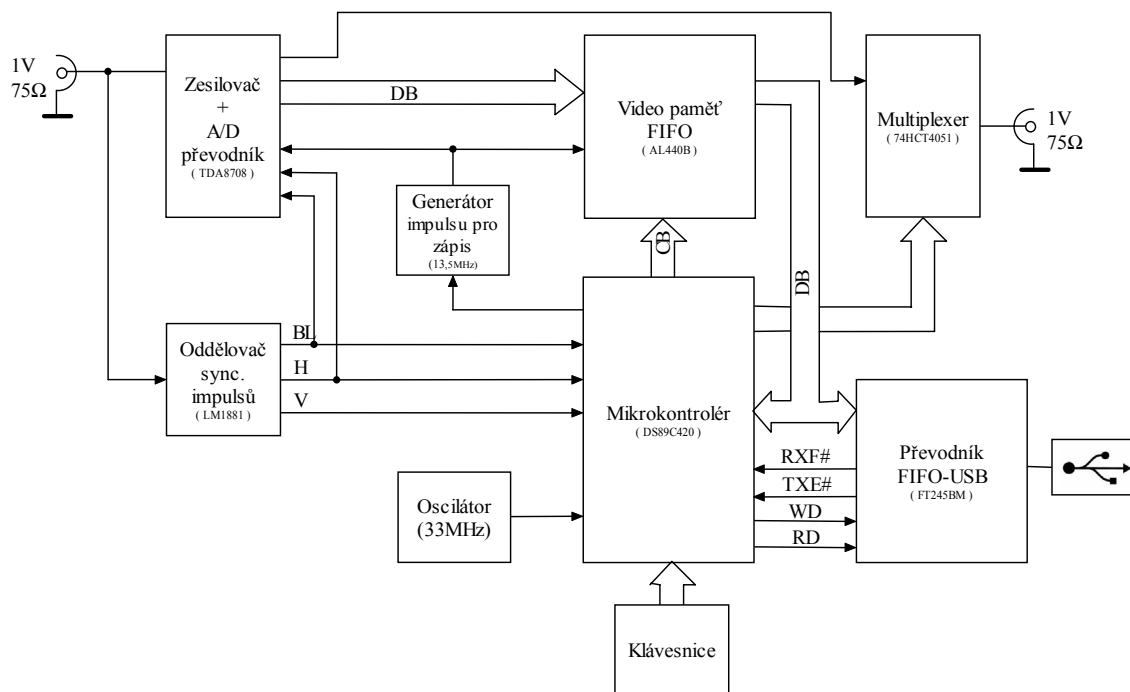 1V
75Ω
Zesilovač
+
A/D
převodník
( TDA8708 )
DB
Video paměť
FIFO
( AL440B )
Multiplexer
( 74HCT4051 )
1V
75Ω
Generátor
impulsu pro
zápis
(13,5MHz)
CB
DB
Oddělovač
sync.
impulsů
( LM1881 )
BL
H
V
Mikrokontrolér
( DS89C420 )
RXF#
TXE#
WD
RD
Převodník
FIFO-USB
( FT245BM )
Oscilátor
(33MHz)
Klávesnice